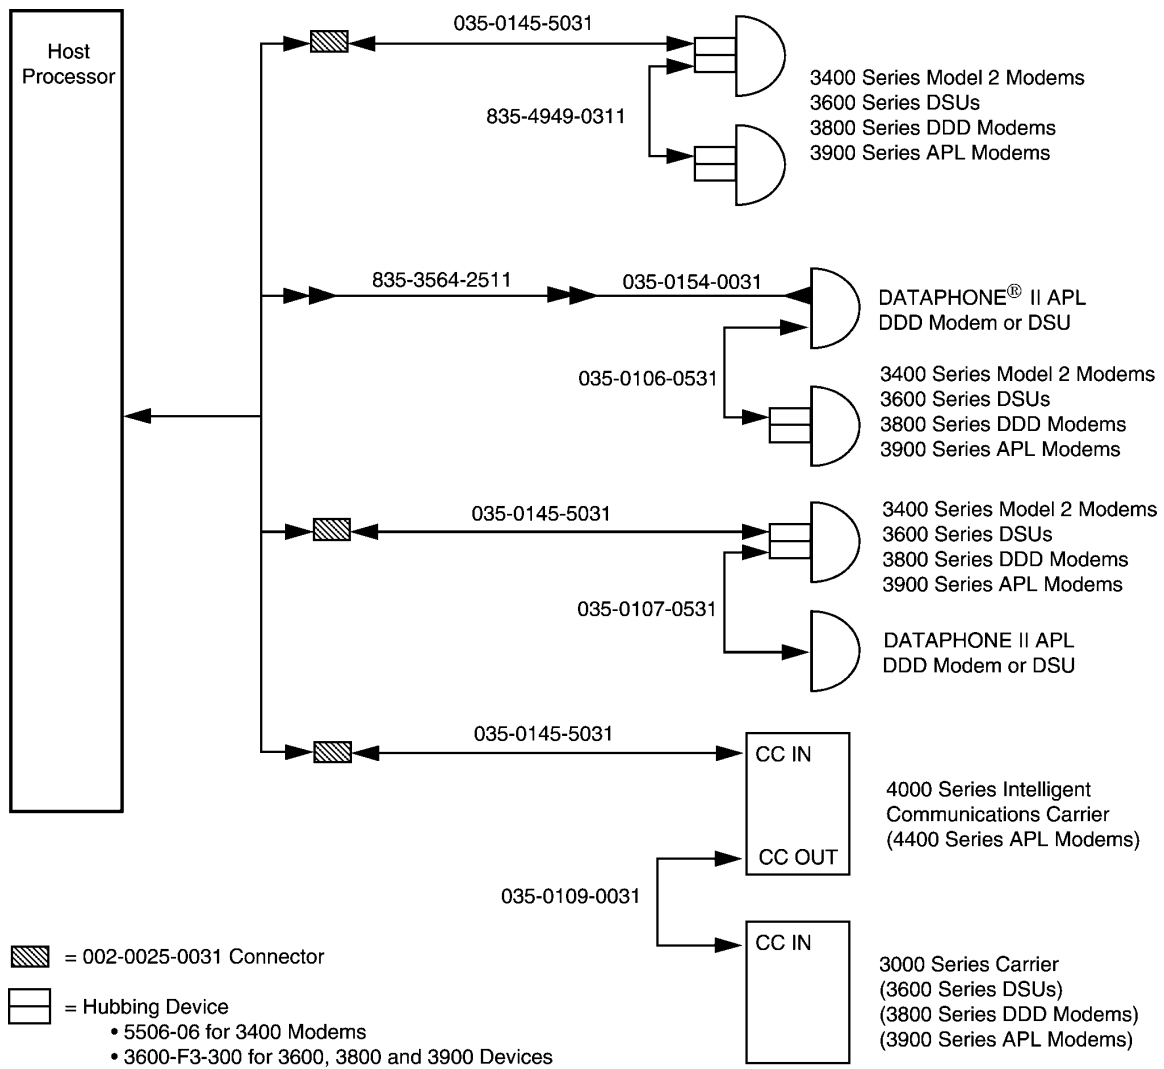 Host
Processor
035-0145-5031
835-4949-0311
3400 Series Model 2 Modems
3600 Series DSUs
3800 Series DDD Modems
3900 Series APL Modems
835-3564-2511
035-0154-0031
DATAPHONE® II APL
DDD Modem or DSU
035-0106-0531
3400 Series Model 2 Modems
3600 Series DSUs
3800 Series DDD Modems
3900 Series APL Modems
035-0145-5031
3400 Series Model 2 Modems
3600 Series DSUs
3800 Series DDD Modems
3900 Series APL Modems
035-0107-0531
DATAPHONE II APL
DDD Modem or DSU
035-0145-5031
CC IN
CC OUT
4000 Series Intelligent
Communications Carrier
(4400 Series APL Modems)
035-0109-0031
CC IN
3000 Series Carrier
(3600 Series DSUs)
(3800 Series DDD Modems)
(3900 Series APL Modems)
= 002-0025-0031 Connector
= Hubbing Device
• 5506-06 for 3400 Modems
• 3600-F3-300 for 3600, 3800 and 3900 Devices